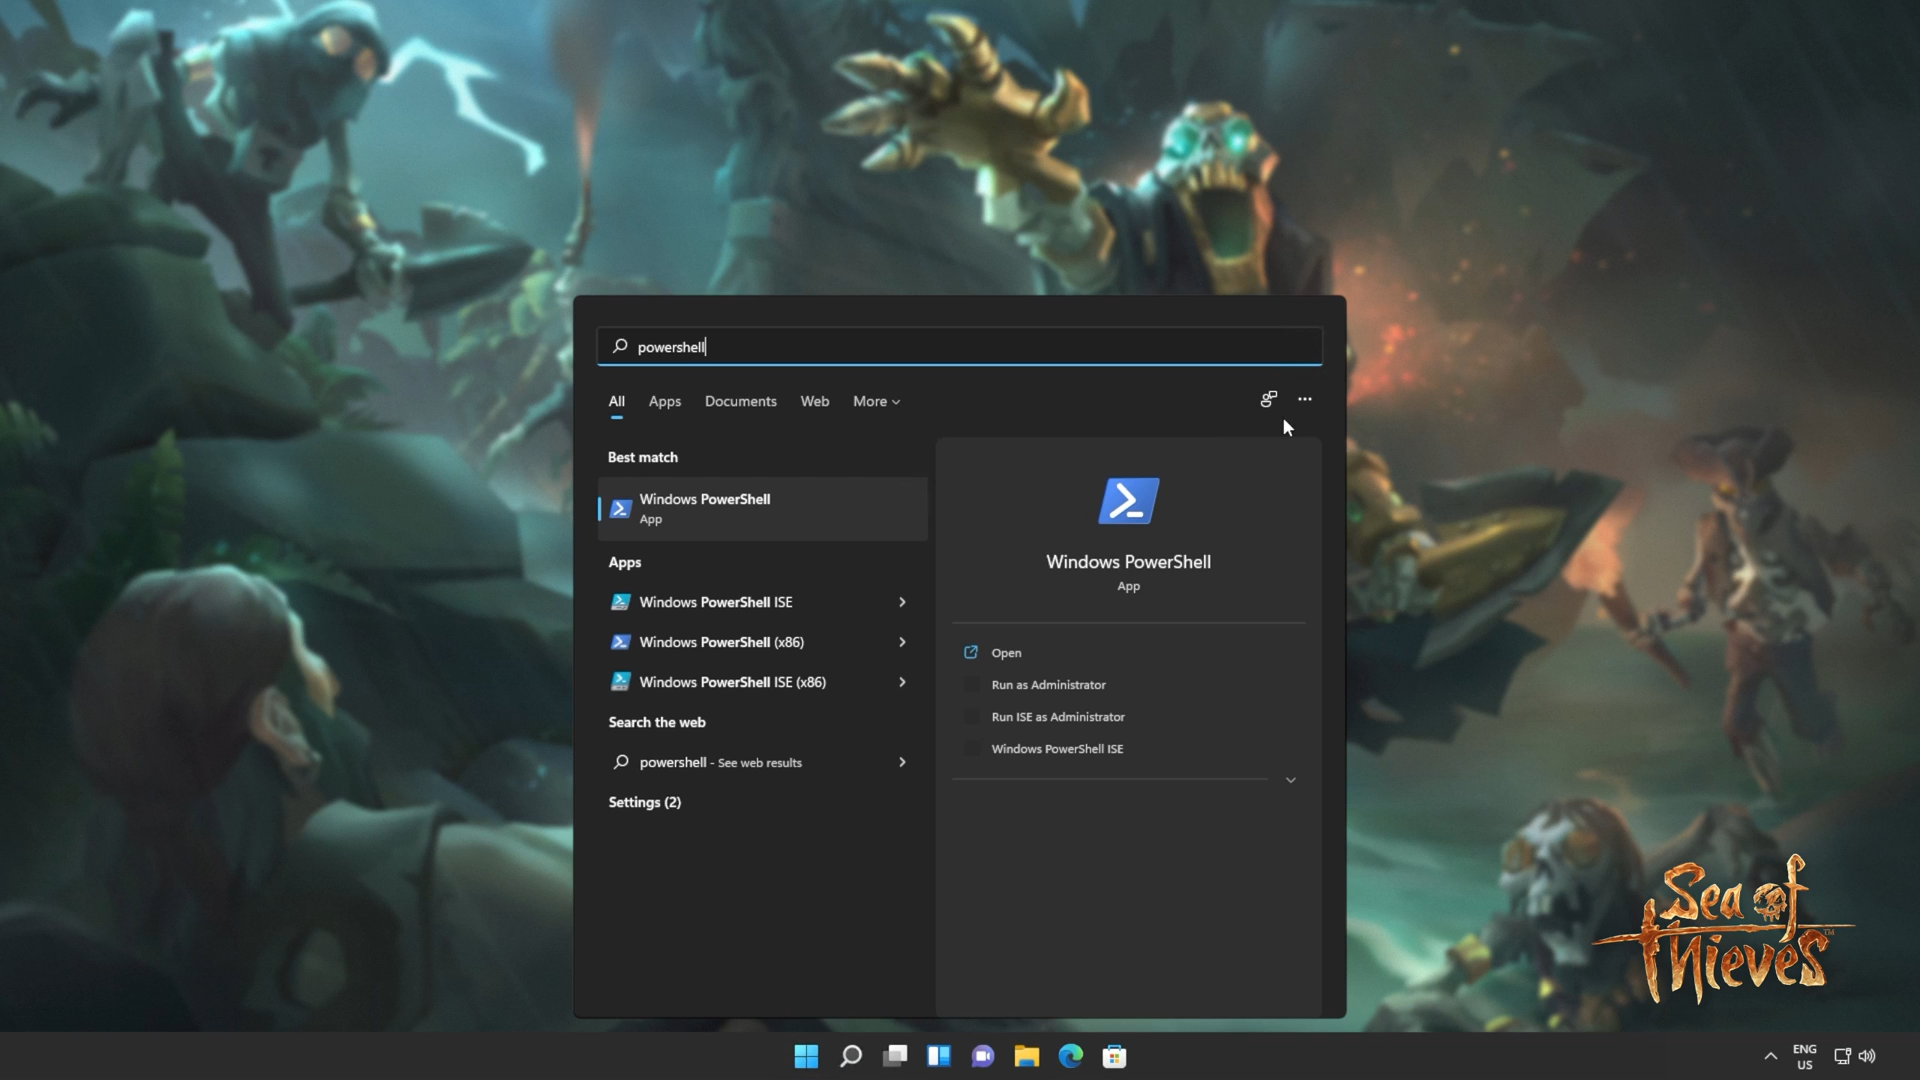 powershell
All Apps Documents Web More
Best match
Windows PowerShell
App
Apps
Windows PowerShell ISE
Windows PowerShell (x86)
Windows PowerShell ISE (x86)
Search the web
powershell - See web results
Settings (2)
Windows PowerShell
App
Open
Run as Administrator
Run ISE as Administrator
Windows PowerShell ISE
Sea of
Thieves™
ENG
US